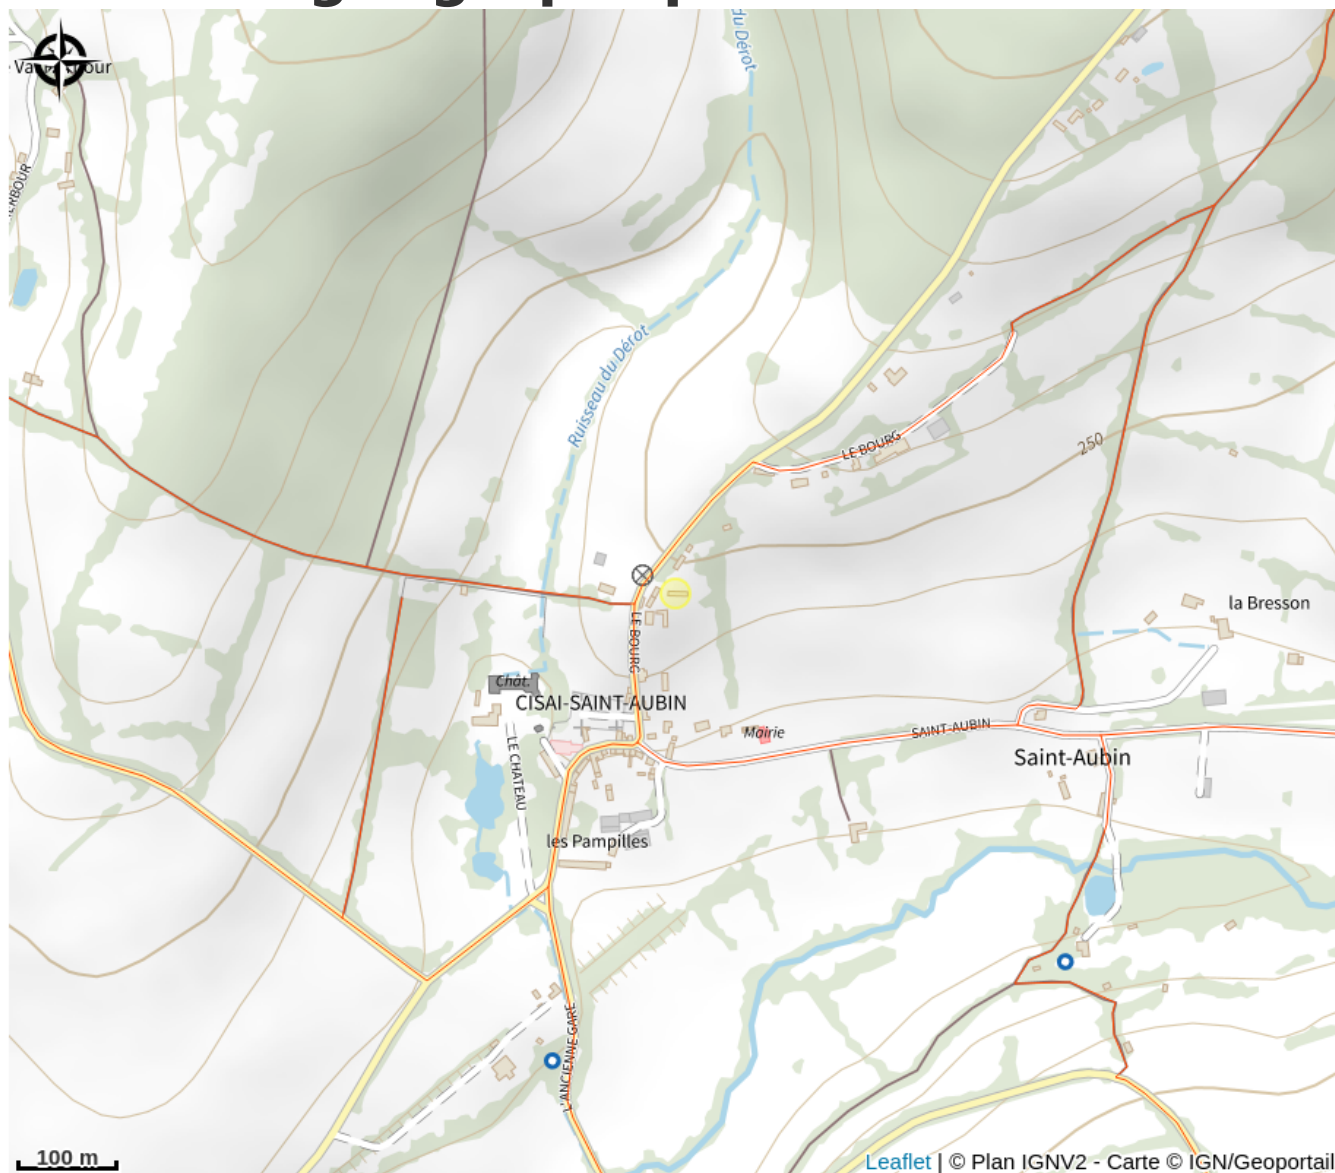 du Dérot
Ruisseau du Dérot
LE BOURG
250
LE BOURG
la Bresson
Chât.
CISAI-SAINT-AUBIN
Mairie
SAINT-AUBIN
Saint-Aubin
LE CHATEAU
les Pampilles
L'ANCIENNE GARE
100 m
Leaflet | © Plan IGNV2 - Carte © IGN/Geoportail